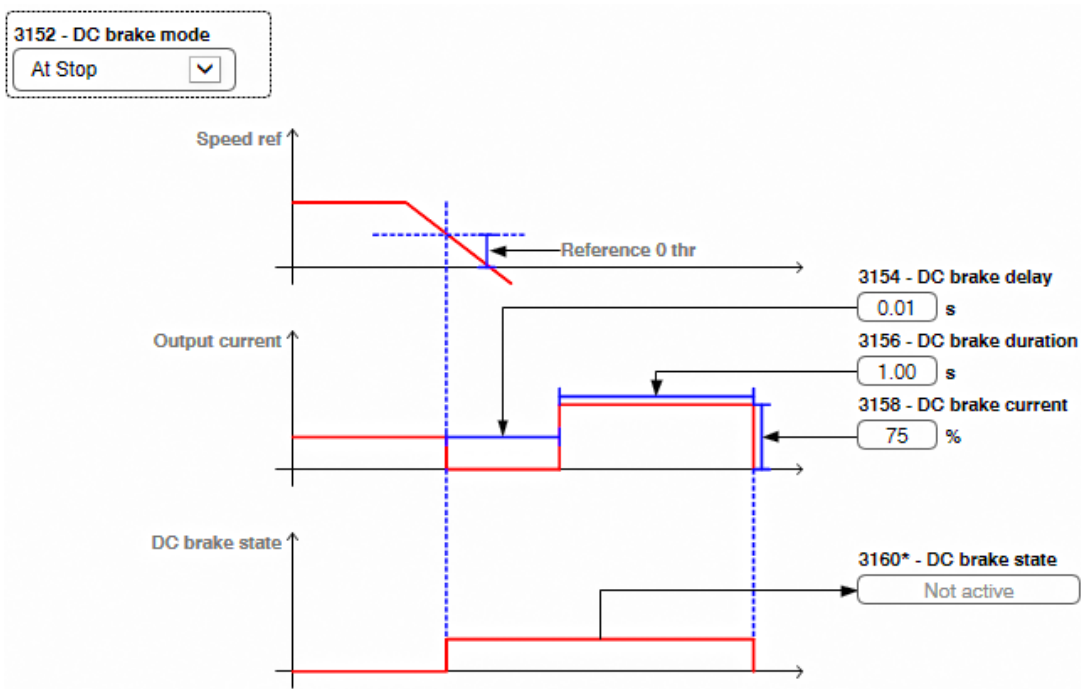 3152 - DC brake mode
At Stop
Speed ref
Reference 0 thr
3154 - DC brake delay
0.01 s
Output current
3156 - DC brake duration
1.00 s
3158 - DC brake current
75 %
DC brake state
3160* - DC brake state
Not active